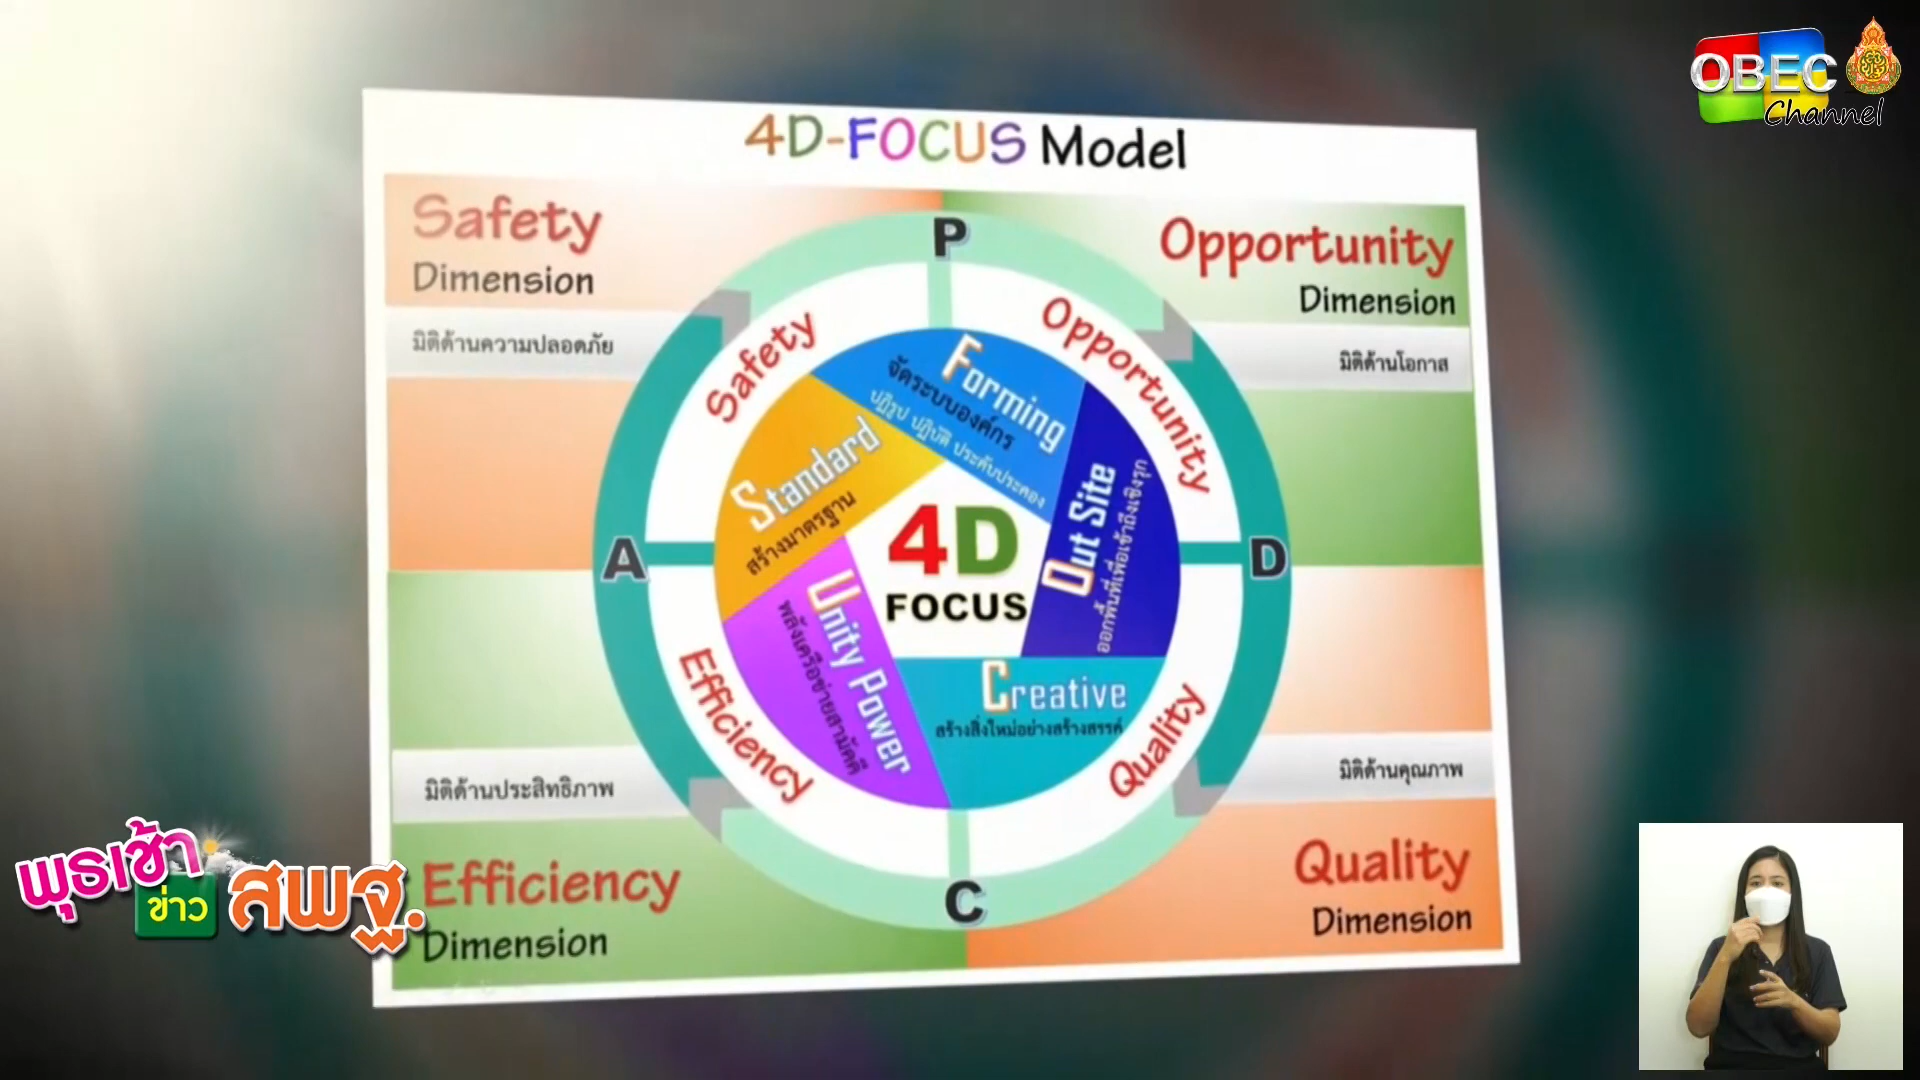 OBEC
Channel
4D-FOCUS Model
Safety
Dimension
มิติด้านความปลอดภัย
Opportunity
Dimension
มิติด้านโอกาส
P
D
C
A
Safety
Opportunity
Quality
Efficiency
Forming
จัดระบบองค์กร
ปฏิรูป ปฏิบัติ ประคับประคอง
Out Site
ออกพื้นที่เพื่อเข้าถึงเชิงรุก
Creative
สร้างสิ่งใหม่อย่างสร้างสรรค์
Unity Power
พลังเครือข่ายสามัคคี
Standard
สร้างมาตรฐาน
4D
FOCUS
มิติด้านประสิทธิภาพ
Efficiency
Dimension
มิติด้านคุณภาพ
Quality
Dimension
พุธเช้า
ข่าว
สพฐ.